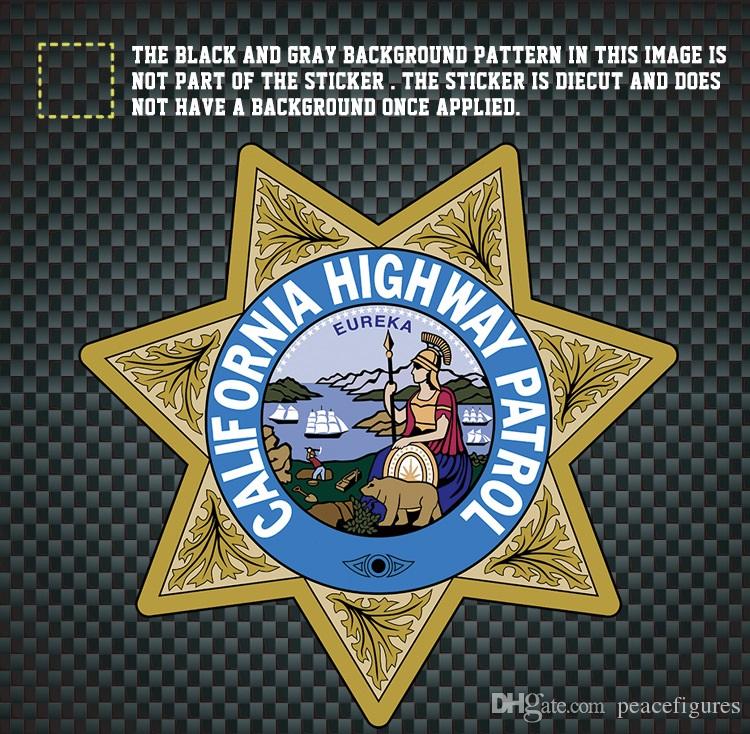 THE BLACK AND GRAY BACKGROUND PATTERN IN THIS IMAGE IS
NOT PART OF THE STICKER . THE STICKER IS DIECUT AND DOES
NOT HAVE A BACKGROUND ONCE APPLIED.
CALIFORNIA HIGHWAY PATROL
EUREKA
DHgate.com peacefigures